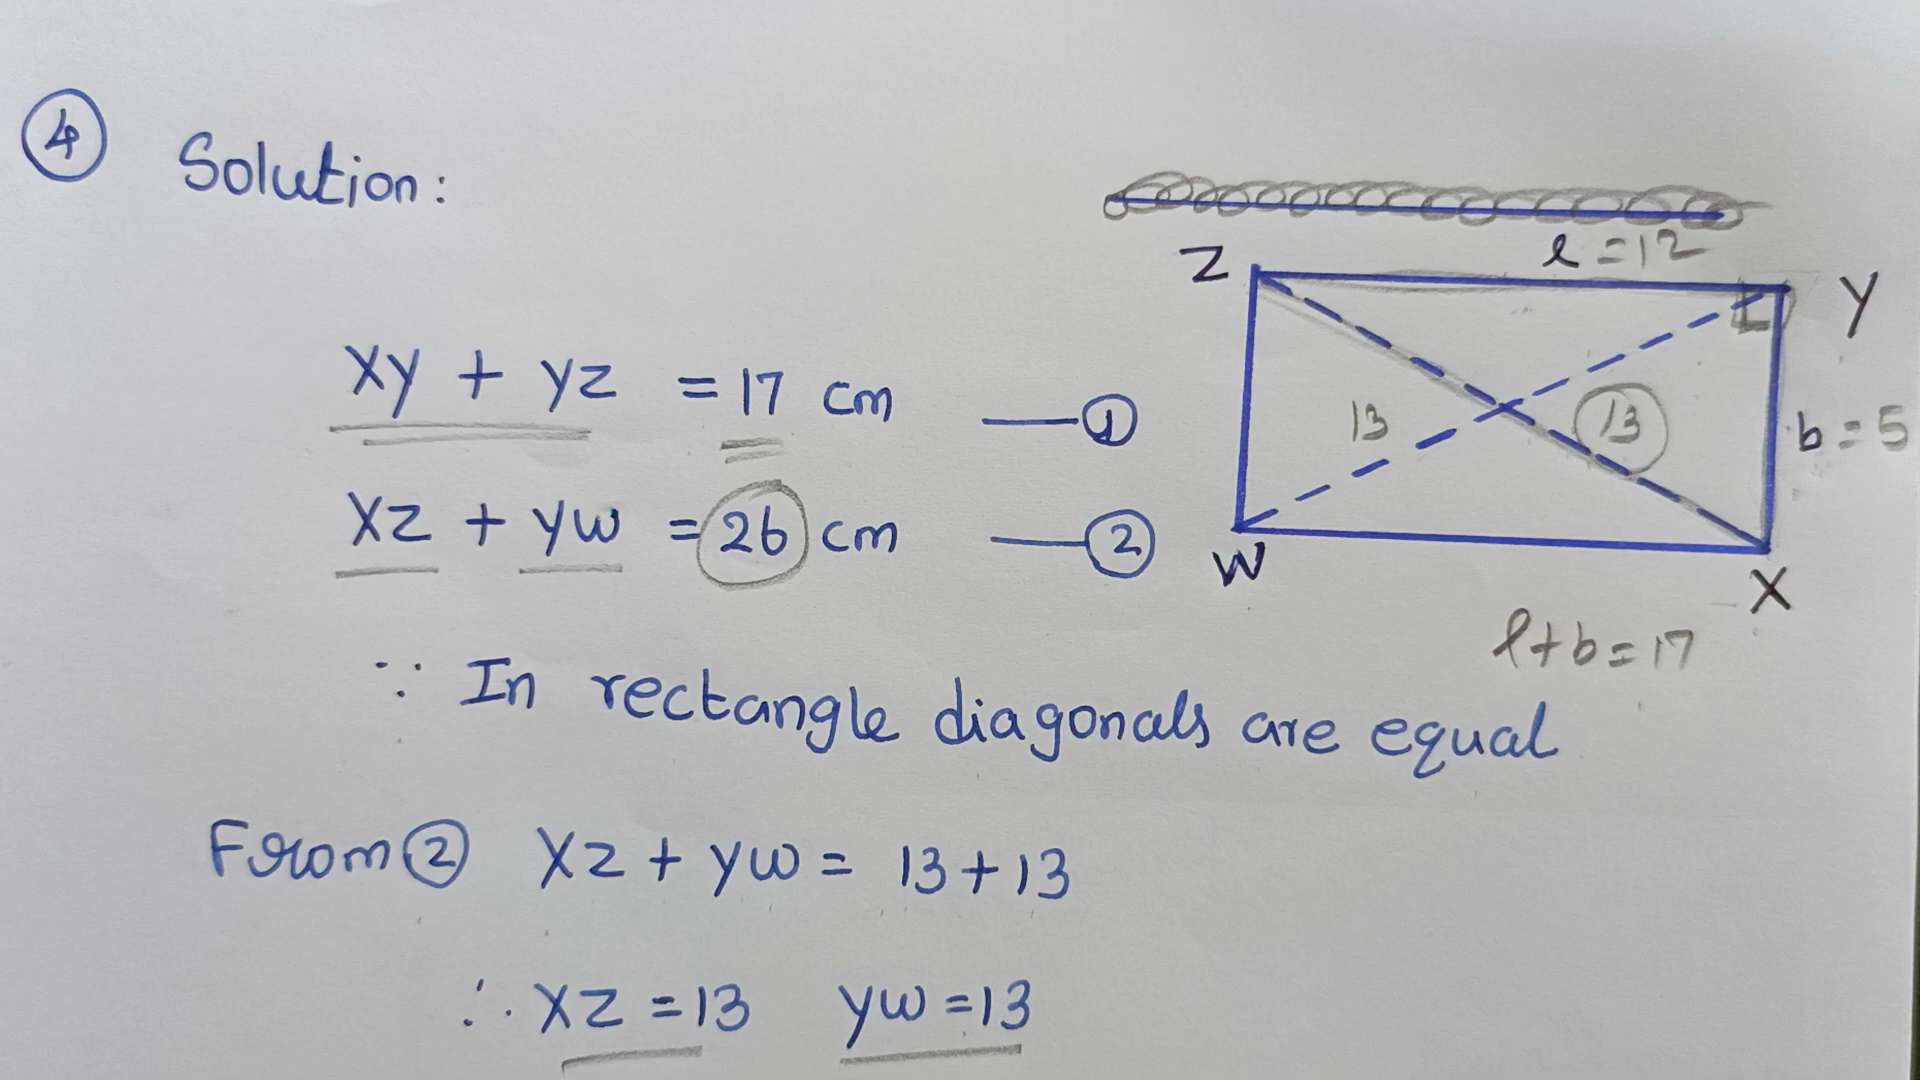 ④ Solution:
l = 12
Z
Y
xy + yz = 17 cm —①
13
13
b = 5
xz + yw = 26 cm —②
W
X
l + b = 17
∵ In rectangle diagonals are equal
From ② xz + yw = 13 + 13
∴ xz = 13 yw = 13